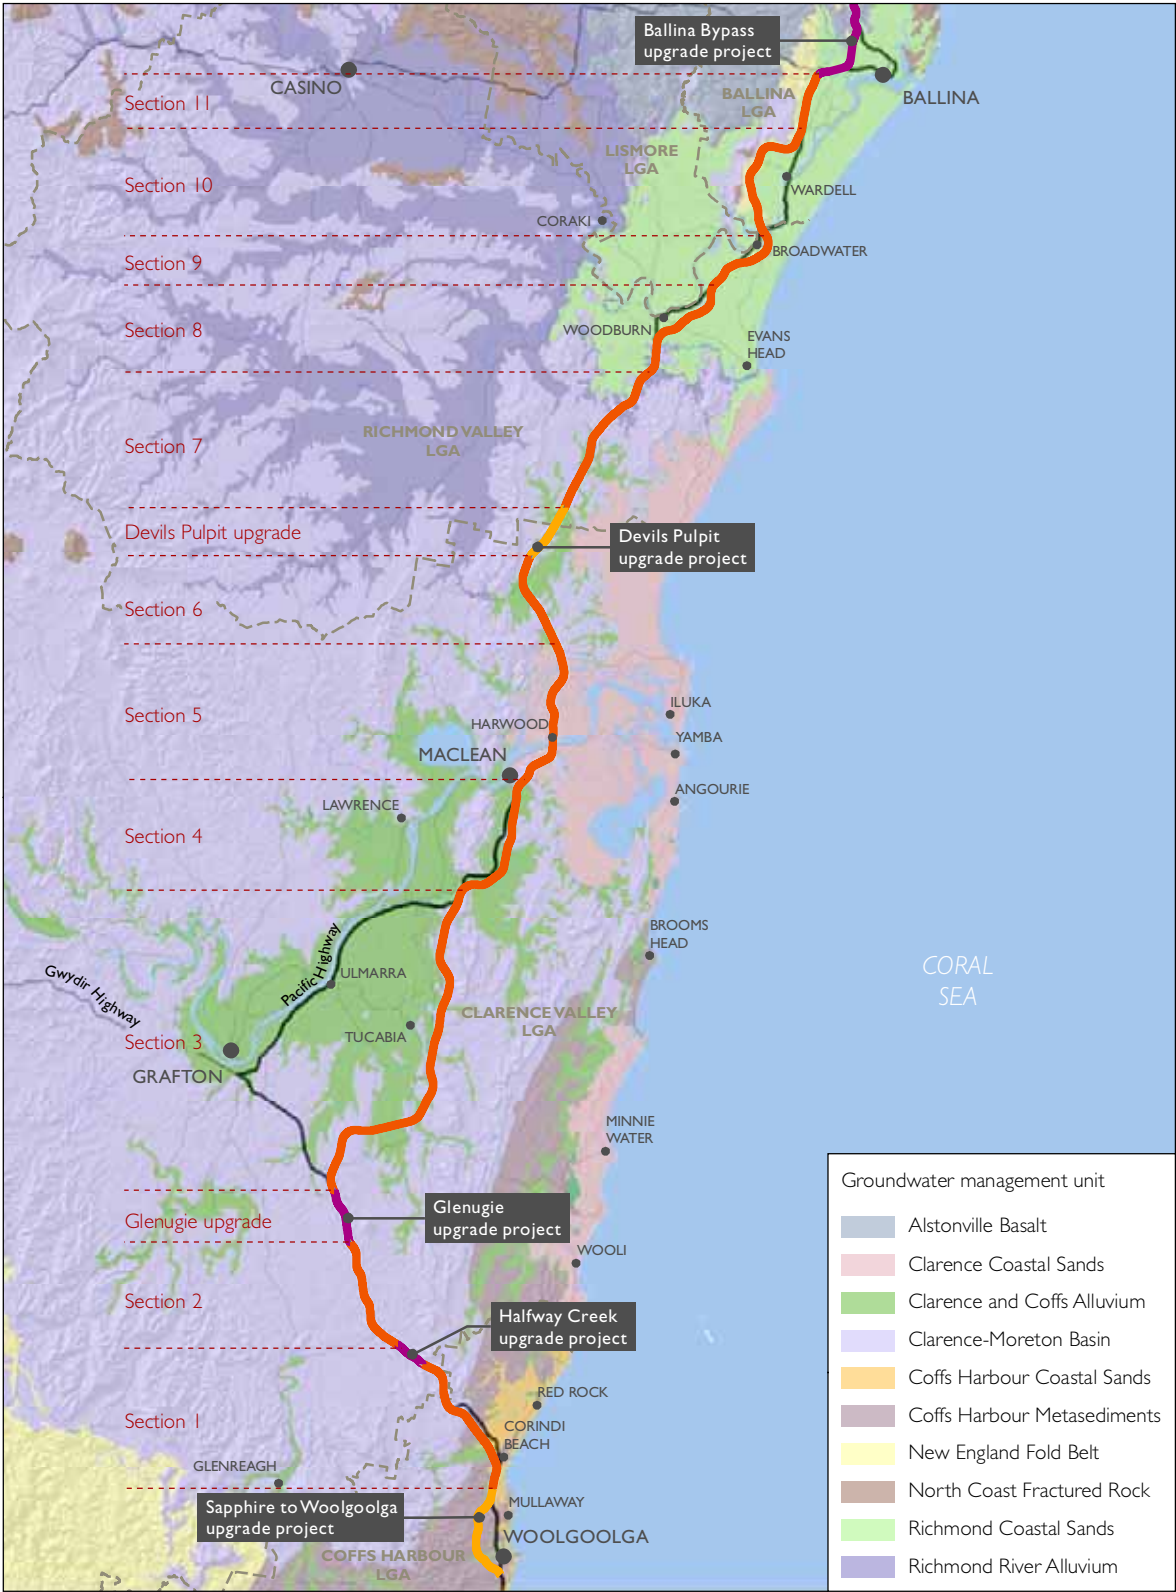 Ballina Bypass
upgrade project
CASINO
BALLINA
Section 11
BALLINA
LGA
LISMORE
LGA
Section 10
WARDELL
CORAKI
BROADWATER
Section 9
Section 8
WOODBURN
EVANS
HEAD
RICHMOND VALLEY
LGA
Section 7
Devils Pulpit upgrade
Devils Pulpit
upgrade project
Section 6
ILUKA
Section 5
HARWOOD
YAMBA
MACLEAN
ANGOURIE
LAWRENCE
Section 4
BROOMS
HEAD
Pacific Highway
CORAL
SEA
ULMARRA
Gwydir Highway
CLARENCE VALLEY
LGA
TUCABIA
Section 3
GRAFTON
MINNIE
WATER
Glenugie
upgrade project
Glenugie upgrade
WOOLI
Section 2
Halfway Creek
upgrade project
RED ROCK
Section 1
CORINDI
BEACH
GLENREAGH
Sapphire to Woolgoolga
upgrade project
MULLAWAY
WOOLGOOLGA
COFFS HARBOUR
LGA
Groundwater management unit
Alstonville Basalt
Clarence Coastal Sands
Clarence and Coffs Alluvium
Clarence-Moreton Basin
Coffs Harbour Coastal Sands
Coffs Harbour Metasediments
New England Fold Belt
North Coast Fractured Rock
Richmond Coastal Sands
Richmond River Alluvium